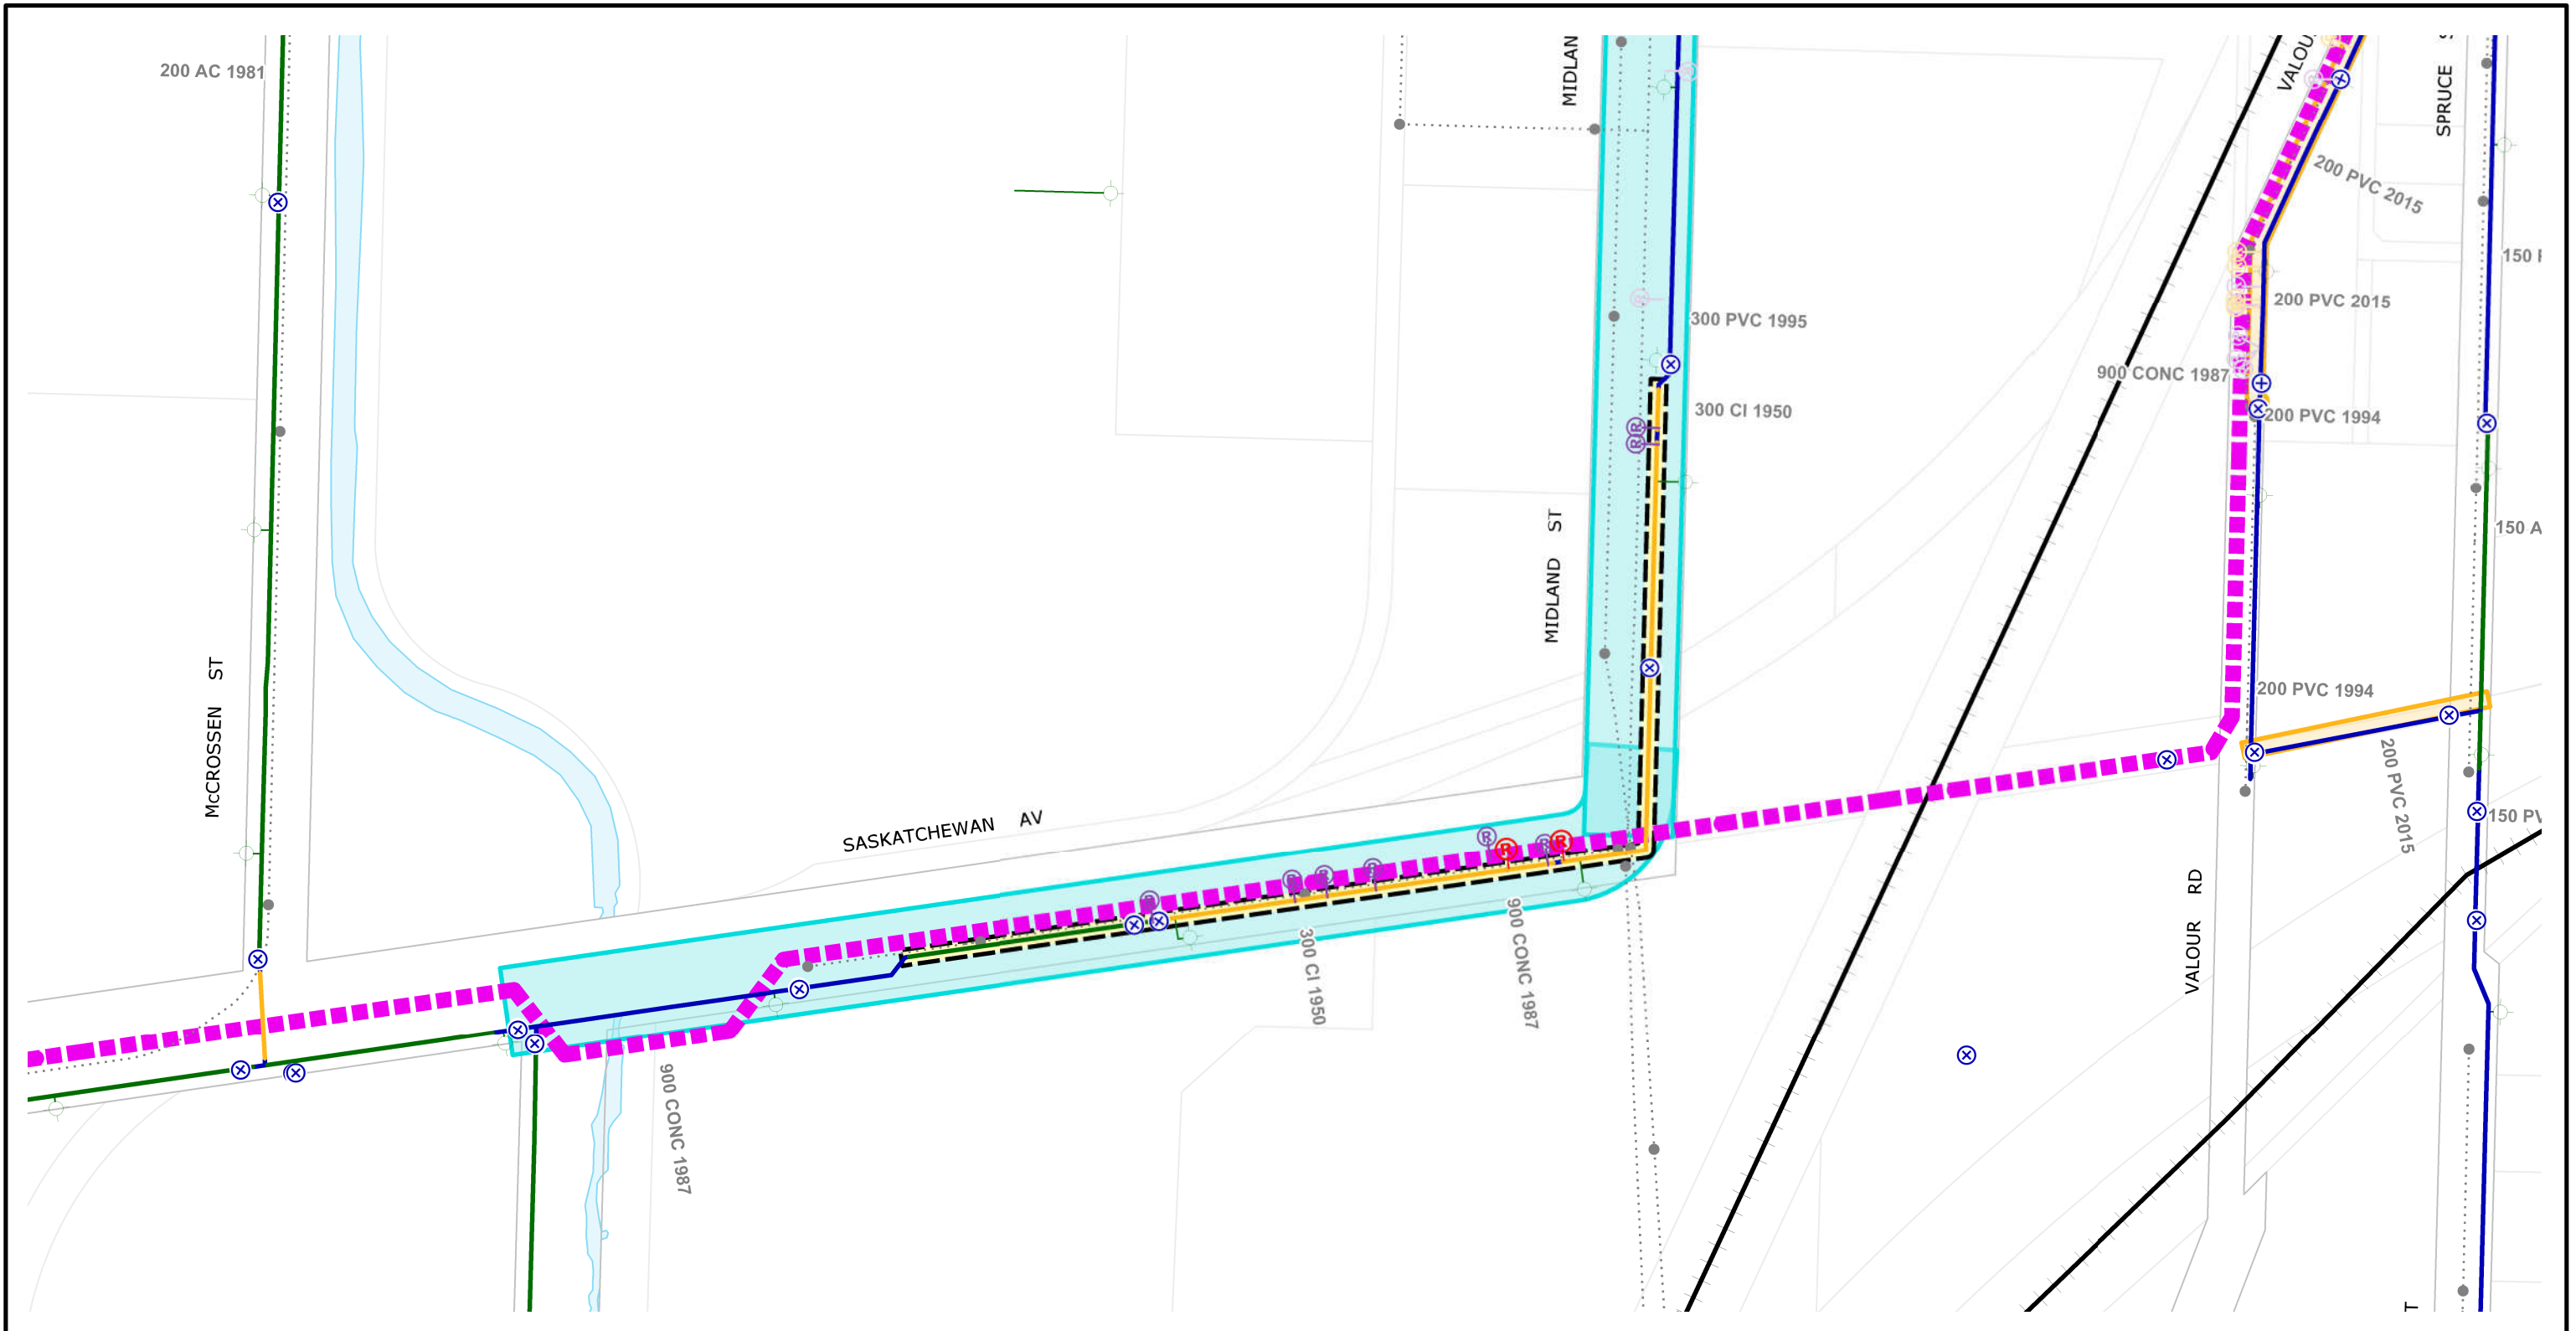 200 AC 1981
MIDLAN
VALOU
SPRUCE
200 PVC 2015
150
300 PVC 1995
200 PVC 2015
900 CONC 1987
300 CI 1950
200 PVC 1994
150 A
MIDLAND ST
McCROSSEN ST
200 PVC 1994
200 PVC 2015
SASKATCHEWAN AV
150 PV
VALOUR RD
300 CI 1950
900 CONC 1987
900 CONC 1987
R
R
R
R
R
R
R
R
R